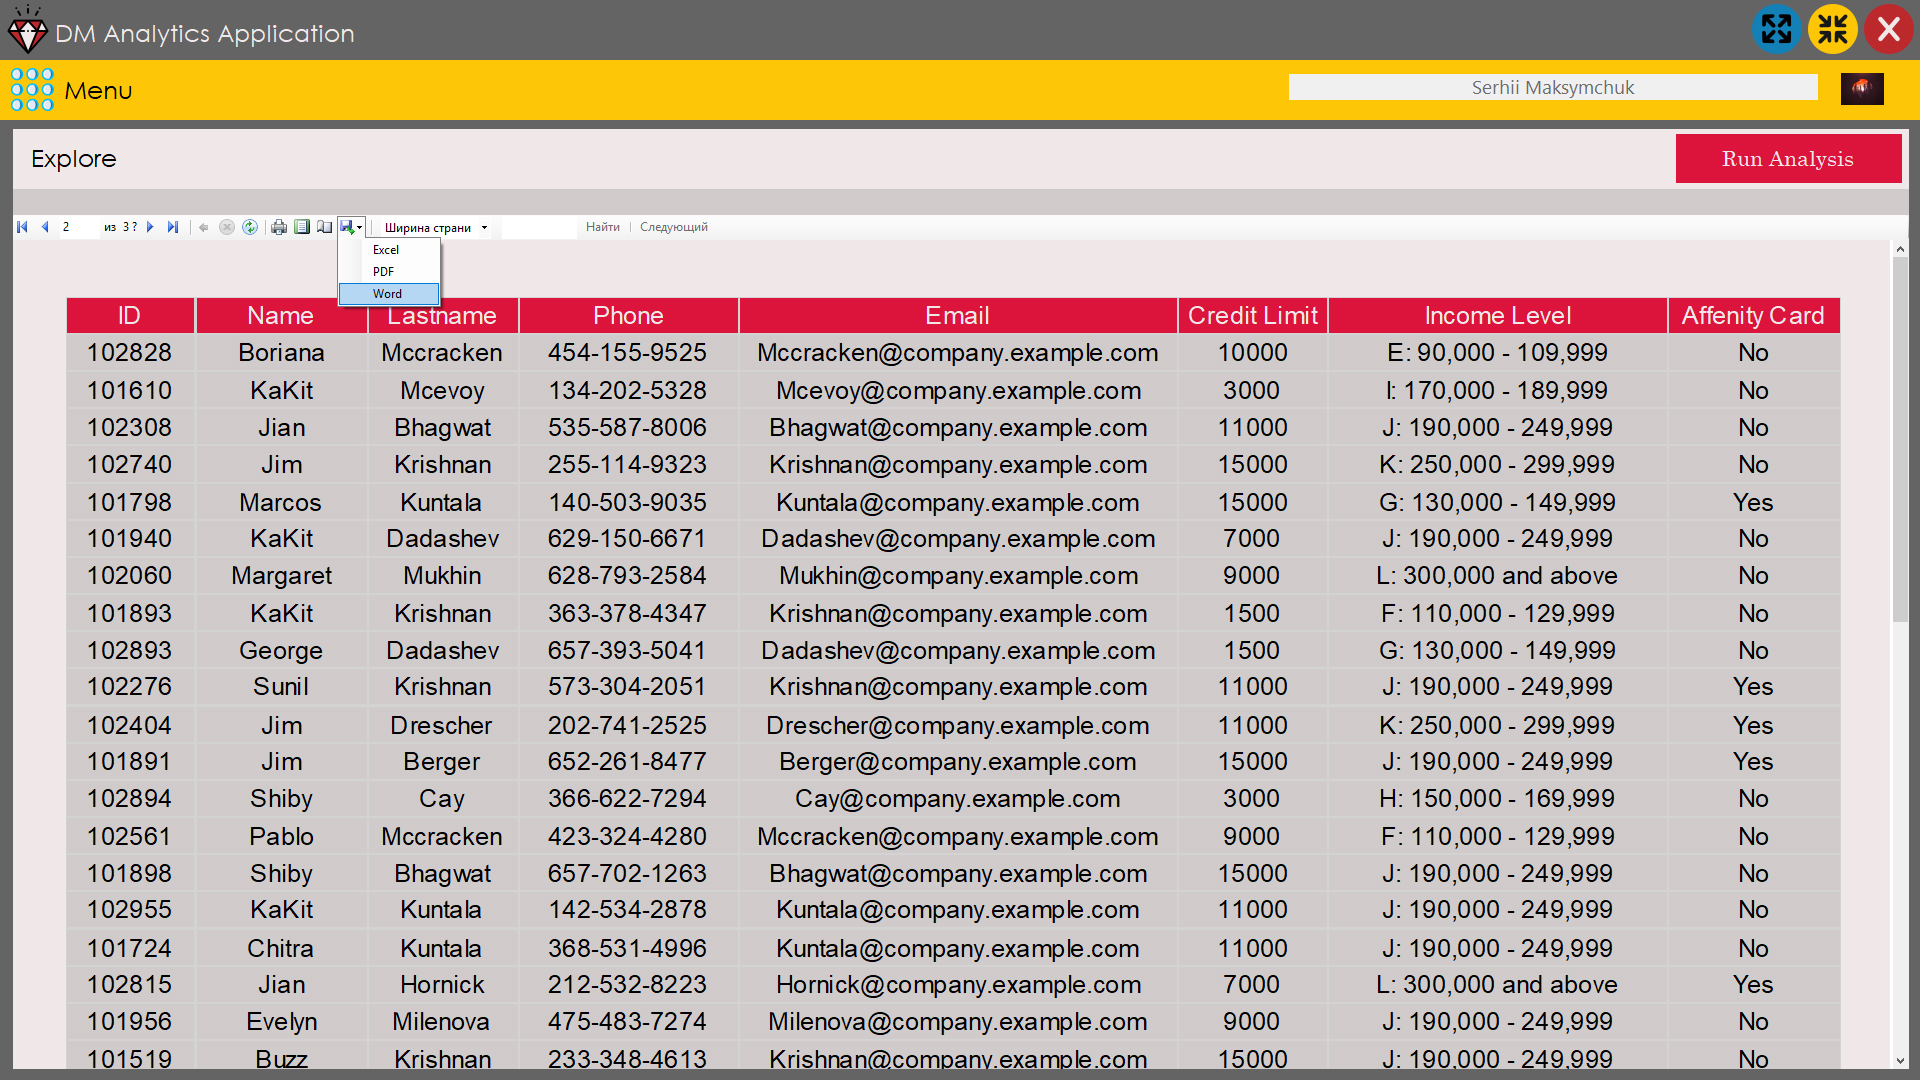 DM Analytics Application
Menu
Serhii Maksymchuk
Explore
Run Analysis
2 из 3 ? Ширина страни Найти Следующий
Excel
PDF
Word
ID Name Lastname Phone Email Credit Limit Income Level Affenity Card
102828 Boriana Mccracken 454-155-9525 Mccracken@company.example.com 10000 E: 90,000 - 109,999 No
101610 KaKit Mcevoy 134-202-5328 Mcevoy@company.example.com 3000 I: 170,000 - 189,999 No
102308 Jian Bhagwat 535-587-8006 Bhagwat@company.example.com 11000 J: 190,000 - 249,999 No
102740 Jim Krishnan 255-114-9323 Krishnan@company.example.com 15000 K: 250,000 - 299,999 No
101798 Marcos Kuntala 140-503-9035 Kuntala@company.example.com 15000 G: 130,000 - 149,999 Yes
101940 KaKit Dadashev 629-150-6671 Dadashev@company.example.com 7000 J: 190,000 - 249,999 No
102060 Margaret Mukhin 628-793-2584 Mukhin@company.example.com 9000 L: 300,000 and above No
101893 KaKit Krishnan 363-378-4347 Krishnan@company.example.com 1500 F: 110,000 - 129,999 No
102893 George Dadashev 657-393-5041 Dadashev@company.example.com 1500 G: 130,000 - 149,999 No
102276 Sunil Krishnan 573-304-2051 Krishnan@company.example.com 11000 J: 190,000 - 249,999 Yes
102404 Jim Drescher 202-741-2525 Drescher@company.example.com 11000 K: 250,000 - 299,999 Yes
101891 Jim Berger 652-261-8477 Berger@company.example.com 15000 J: 190,000 - 249,999 Yes
102894 Shiby Cay 366-622-7294 Cay@company.example.com 3000 H: 150,000 - 169,999 No
102561 Pablo Mccracken 423-324-4280 Mccracken@company.example.com 9000 F: 110,000 - 129,999 No
101898 Shiby Bhagwat 657-702-1263 Bhagwat@company.example.com 15000 J: 190,000 - 249,999 No
102955 KaKit Kuntala 142-534-2878 Kuntala@company.example.com 11000 J: 190,000 - 249,999 No
101724 Chitra Kuntala 368-531-4996 Kuntala@company.example.com 11000 J: 190,000 - 249,999 No
102815 Jian Hornick 212-532-8223 Hornick@company.example.com 7000 L: 300,000 and above Yes
101956 Evelyn Milenova 475-483-7274 Milenova@company.example.com 9000 J: 190,000 - 249,999 No
101519 Buzz Krishnan 233-348-4613 Krishnan@company.example.com 15000 J: 190,000 - 249,999 No